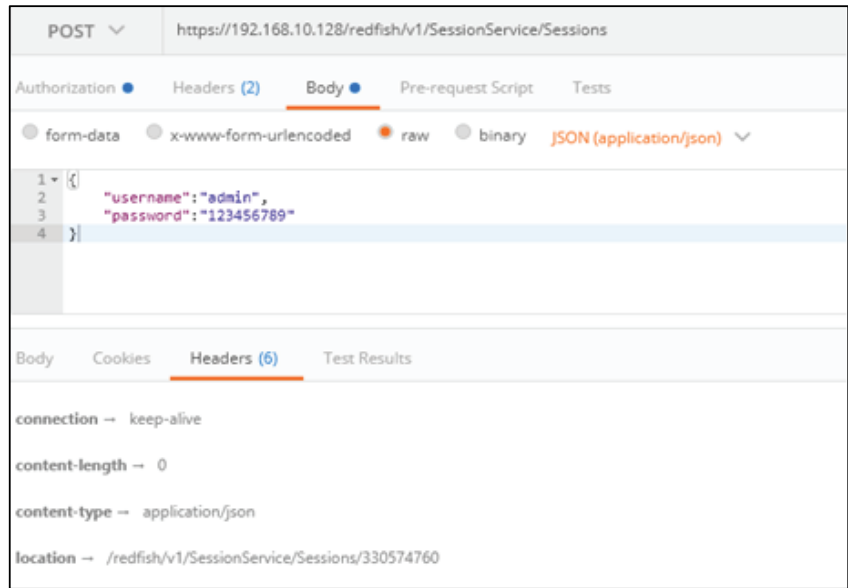 POST https://192.168.10.128/redfish/v1/SessionService/Sessions
Authorization Headers (2) Body Pre-request Script Tests
form-data x-www-form-urlencoded raw binary JSON (application/json)
1 {
2 "username":"admin",
3 "password":"123456789"
4 }
Body Cookies Headers (6) Test Results
connection → keep-alive
content-length → 0
content-type → application/json
location → /redfish/v1/SessionService/Sessions/330574760